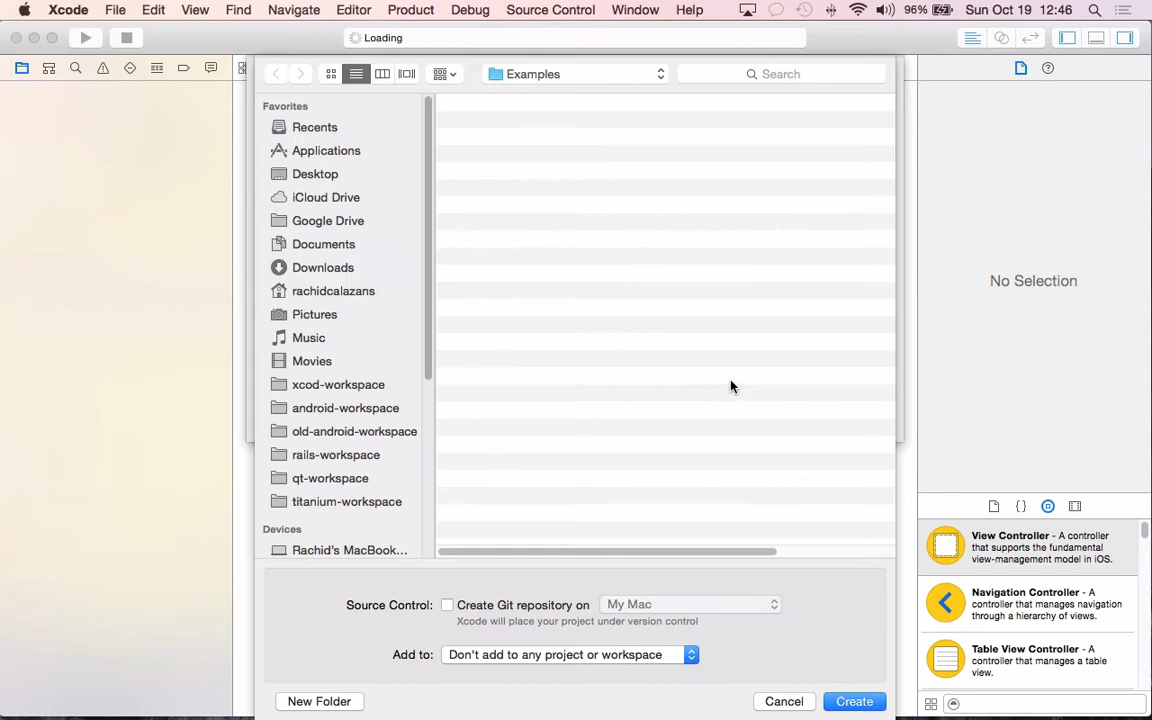 Xcode File Edit View Find Navigate Editor Product Debug Source Control Window Help 96% Sun Oct 19 12:46
Loading
Examples
Search
Favorites
Recents
Applications
Desktop
iCloud Drive
Google Drive
Documents
Downloads
rachidcalazans
Pictures
Music
Movies
xcod-workspace
android-workspace
old-android-workspace
rails-workspace
qt-workspace
titanium-workspace
Devices
Rachid's MacBook...
Source Control: Create Git repository on My Mac
Xcode will place your project under version control
Add to: Don't add to any project or workspace
New Folder
Cancel
Create
No Selection
{}
View Controller - A controller
that supports the fundamental
view-management model in iOS.
Navigation Controller - A
controller that manages navigation
through a hierarchy of views.
Table View Controller - A
controller that manages a table
view.